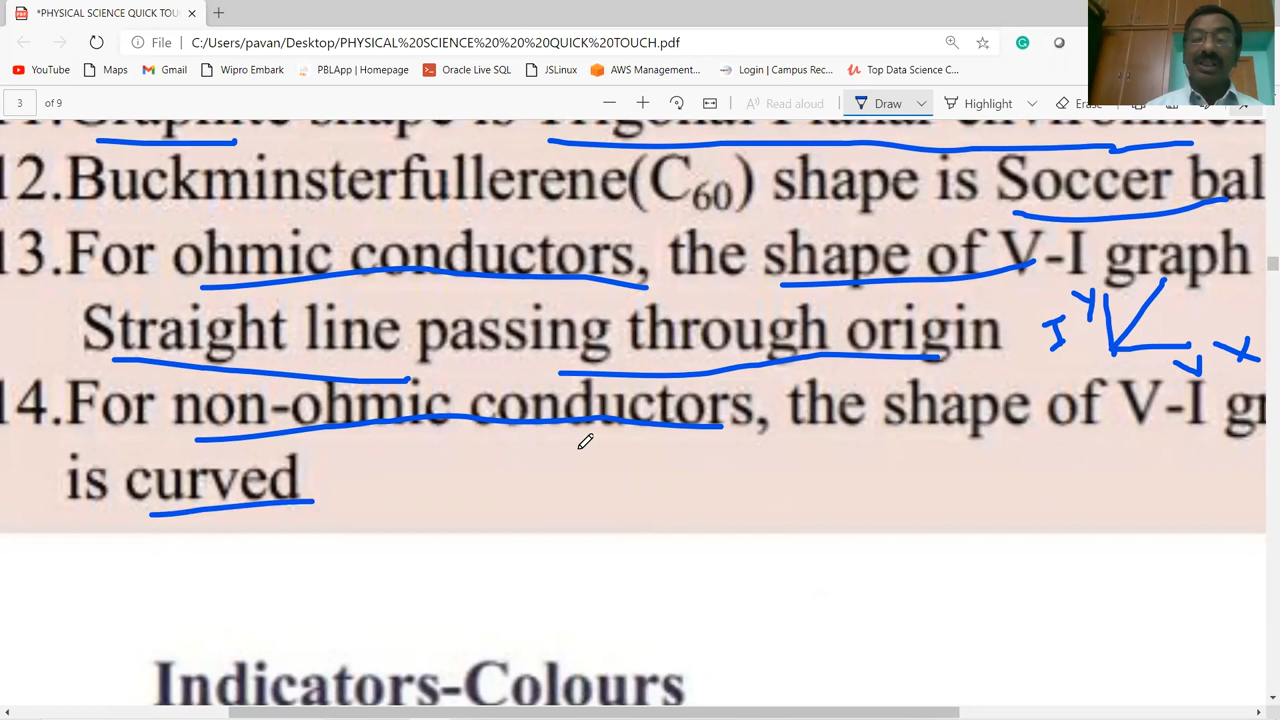 *PHYSICAL SCIENCE QUICK TOU
File C:/Users/pavan/Desktop/PHYSICAL%20SCIENCE%20%26%20QUICK%20TOUCH.pdf
YouTube Maps Gmail Wipro Embark PBLApp | Homepage Oracle Live SQL JSLinux AWS Management... Login | Campus Rec... Top Data Science C...
3 of 9 Read aloud Draw Highlight Erase
12.Buckminsterfullerene(C60) shape is Soccer bal
13.For ohmic conductors, the shape of V-I graph
Straight line passing through origin
Y
I
V X
14.For non-ohmic conductors, the shape of V-I gr
is curved
Indicators-Colours